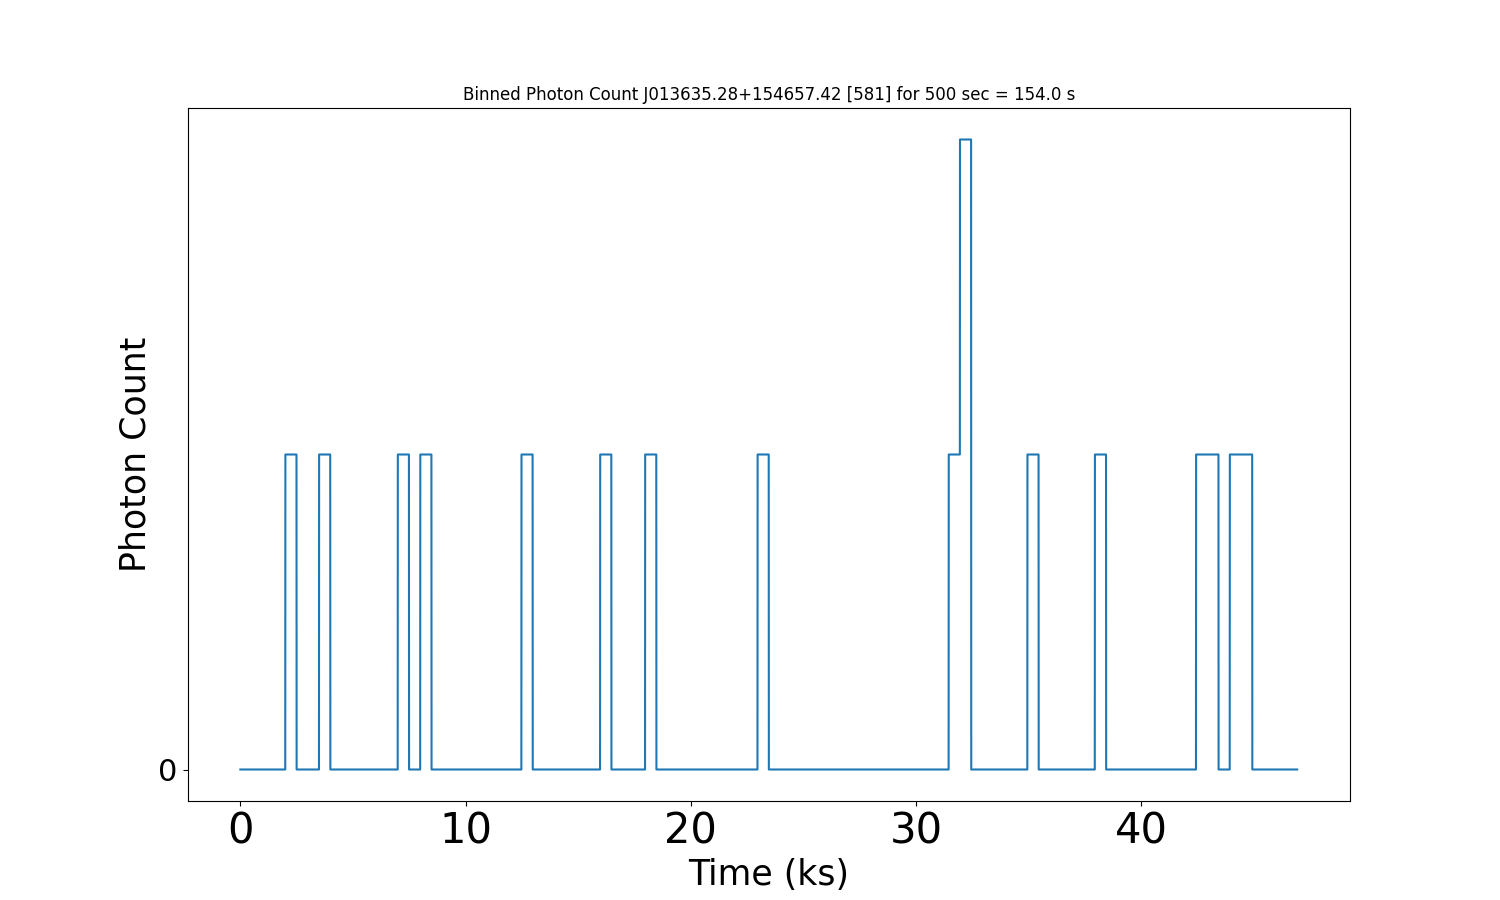 Binned Photon Count J013635.28+154657.42 [581] for 500 sec = 154.0 s
Photon Count
0
0 10 20 30 40
Time (ks)